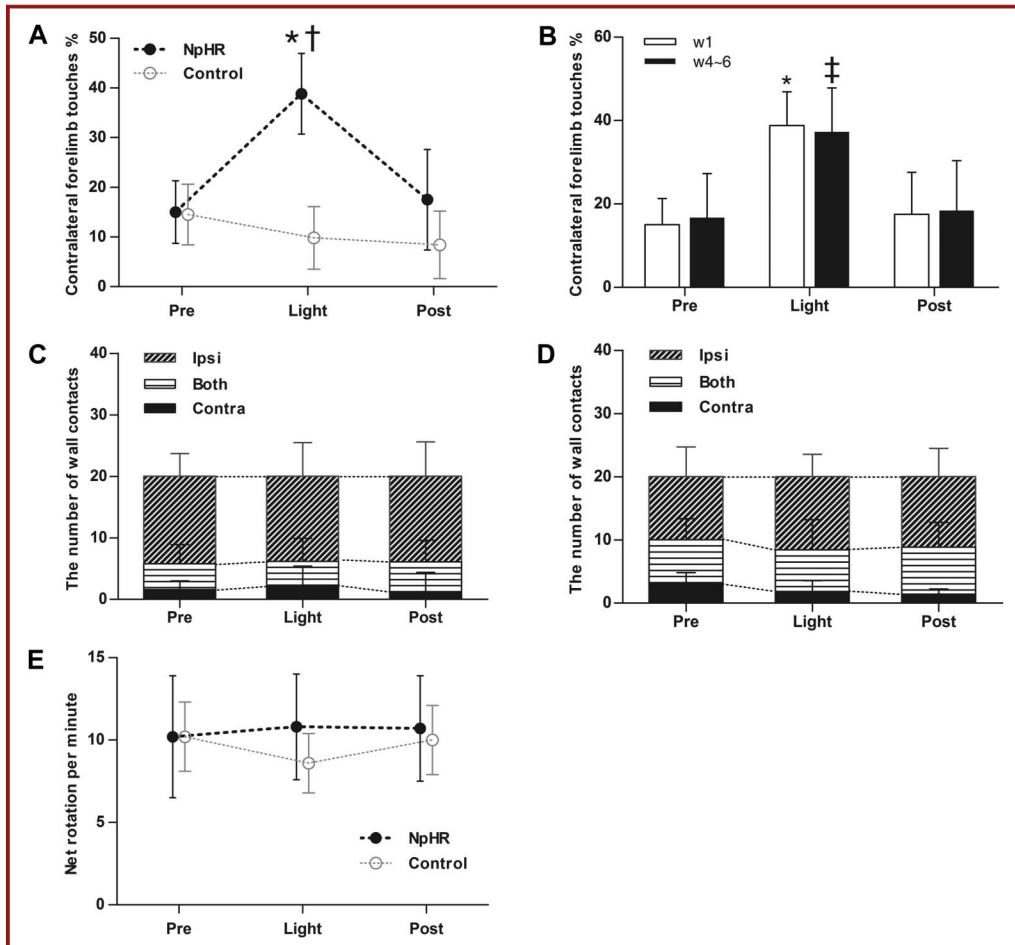 A
Contralateral forelimb touches %
50
40
30
20
10
0
NpHR
Control
*†
Pre Light Post
B
Contralateral forelimb touches %
60
40
20
0
w1
w4~6
* ‡
Pre Light Post
C
The number of wall contacts
40
30
20
10
0
Ipsi
Both
Contra
Pre Light Post
D
The number of wall contacts
40
30
20
10
0
Ipsi
Both
Contra
Pre Light Post
E
Net rotation per minute
15
10
5
0
NpHR
Control
Pre Light Post